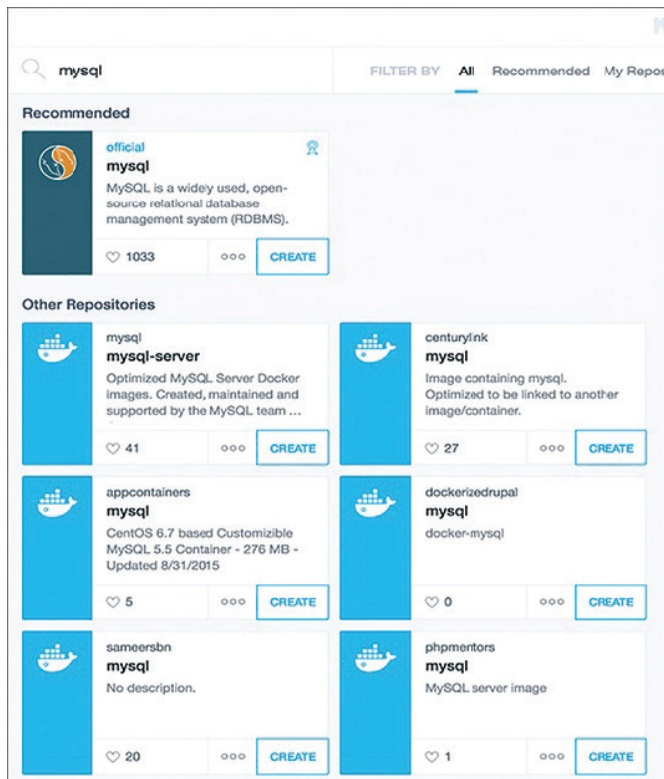 mysql
FILTER BY All Recommended My Repos
Recommended
official
mysql
MySQL is a widely used, open-
source relational database
management system (RDBMS).
1033
CREATE
Other Repositories
mysql
mysql-server
Optimized MySQL Server Docker
images. Created, maintained and
supported by the MySQL team ...
41
CREATE
centurylink
mysql
Image containing mysql.
Optimized to be linked to another
image/container.
27
CREATE
appcontainers
mysql
CentOS 6.7 based Customizible
MySQL 5.5 Container - 276 MB -
Updated 8/31/2015
5
CREATE
dockerizedrupal
mysql
docker-mysql
0
CREATE
sameersbn
mysql
No description.
20
CREATE
phpmentors
mysql
MySQL server image
1
CREATE